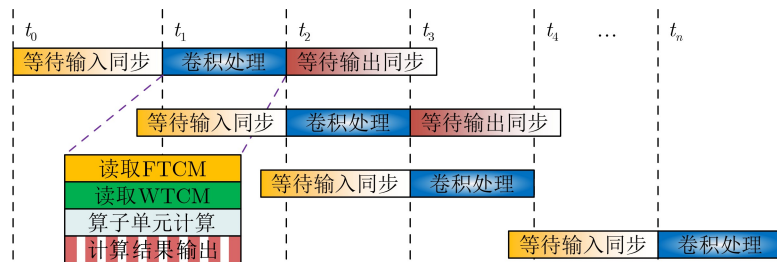 t0 t1 t2 t3 t4 … tn
等待输入同步 卷积处理 等待输出同步
等待输入同步 卷积处理 等待输出同步
读取FTCM
读取WTCM
算子单元计算
计算结果输出
等待输入同步 卷积处理
等待输入同步 卷积处理